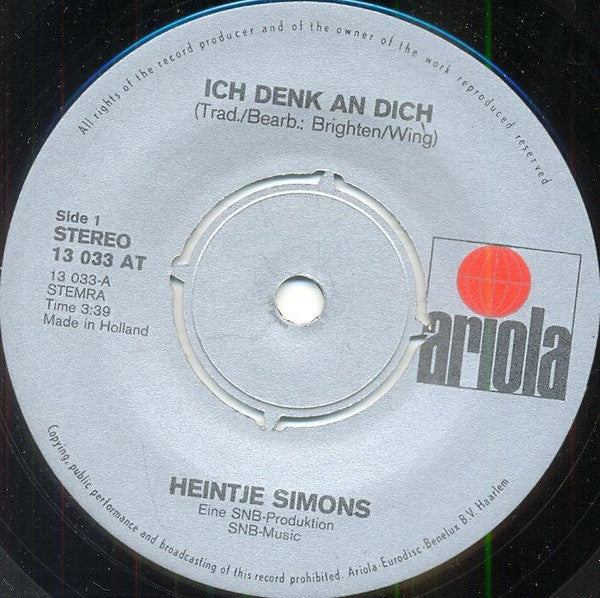 All rights of the record producer and of the owner of the work reproduced reserved
ICH DENK AN DICH
(Trad./Bearb.: Brighten/Wing)
Side 1
STEREO
13 033 AT
13 033-A
STEMRA
Time 3:39
Made in Holland
ariola
HEINTJE SIMONS
Eine SNB-Produktion
SNB-Music
Copying, public performance and broadcasting of this record prohibited. Ariola-Eurodisc-Benelux B.V. Haarlem